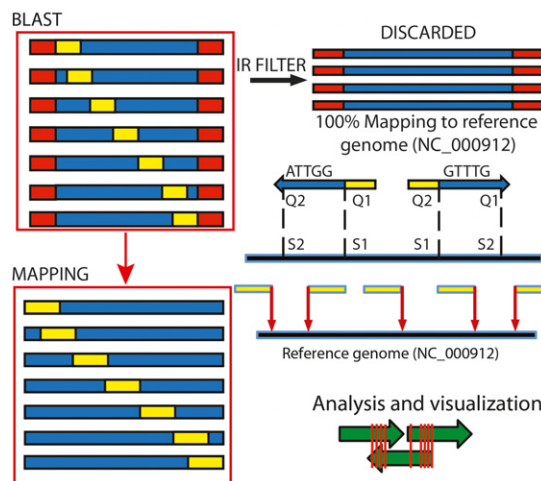 BLAST
DISCARDED
IR FILTER
100% Mapping to reference
genome (NC_000912)
ATTGG GTTTG
Q2 Q1 Q2 Q1
S2 S1 S1 S2
MAPPING
Reference genome (NC_000912)
Analysis and visualization